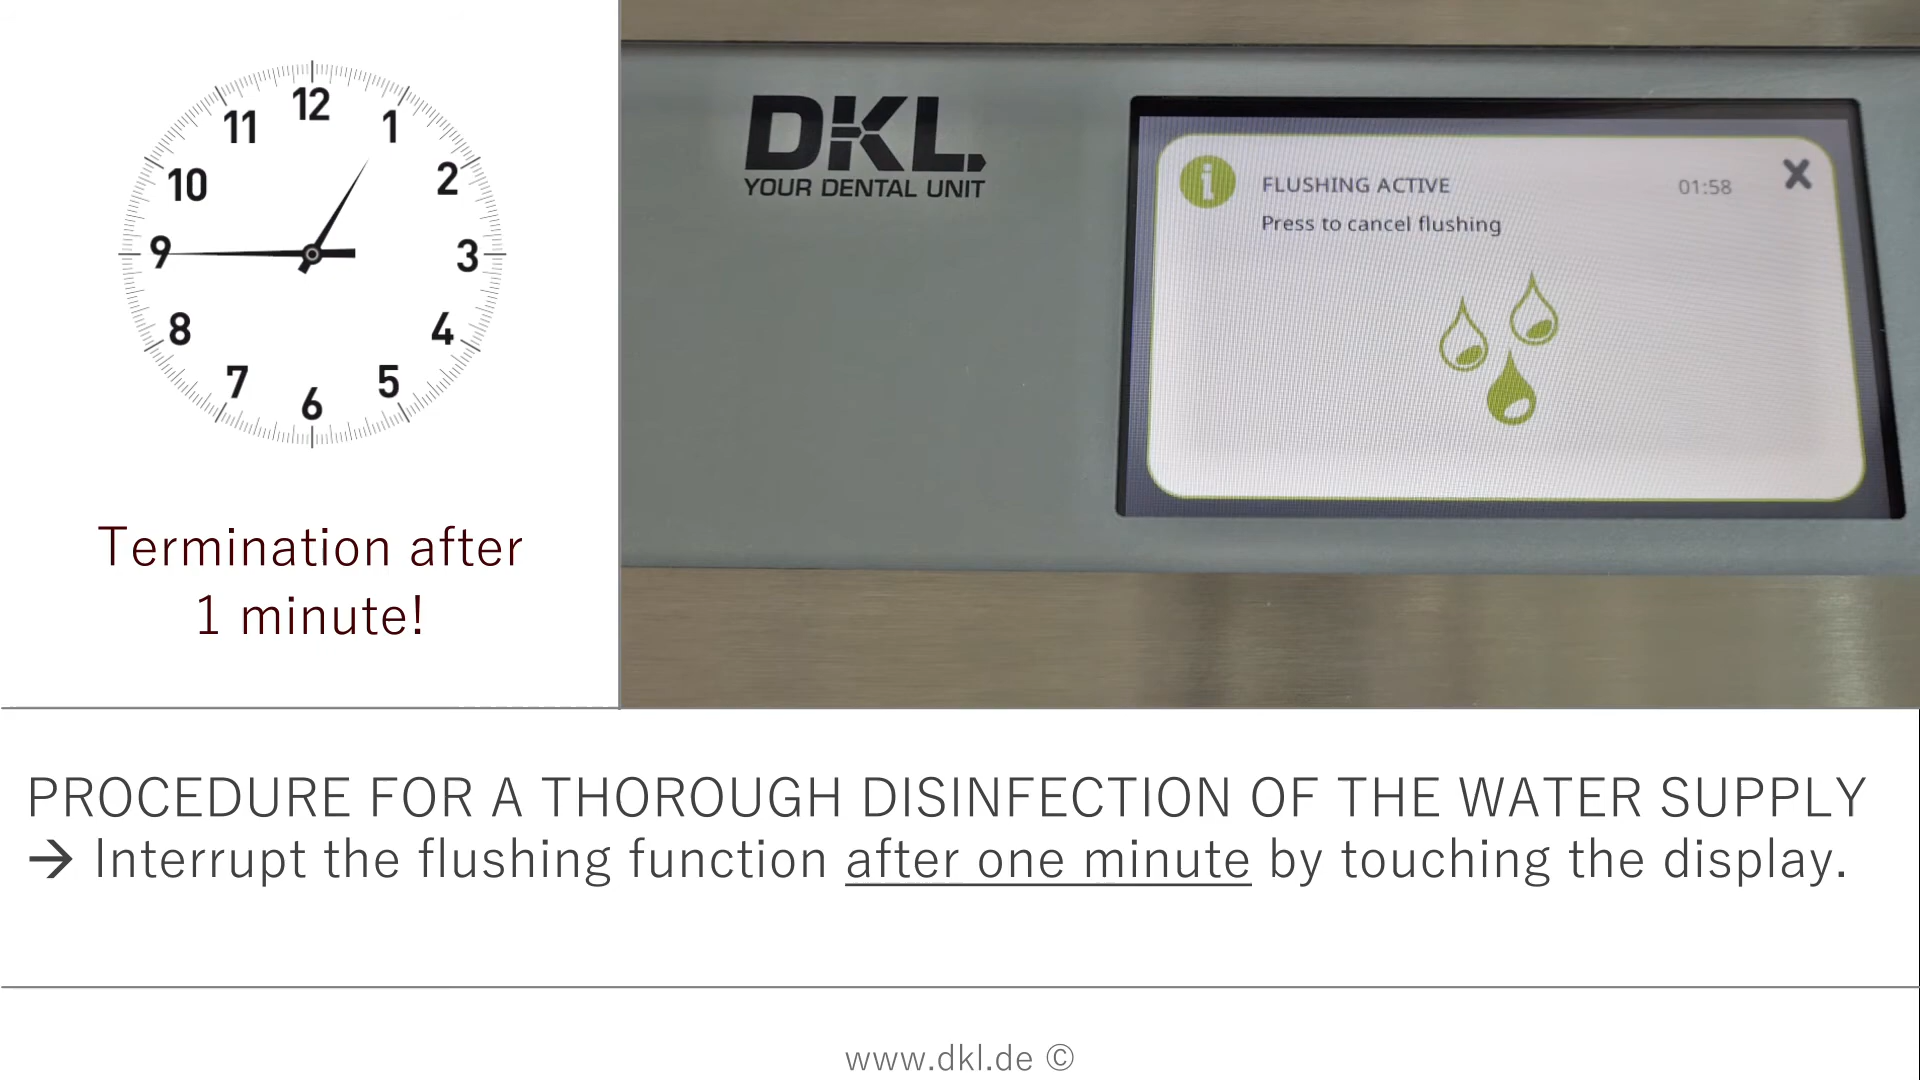 12
1
2
3
4
5
6
7
8
9
10
11
Termination after
1 minute!
DKL.
YOUR DENTAL UNIT
i
FLUSHING ACTIVE
01:58
X
Press to cancel flushing
PROCEDURE FOR A THOROUGH DISINFECTION OF THE WATER SUPPLY
→ Interrupt the flushing function after one minute by touching the display.
www.dkl.de ©